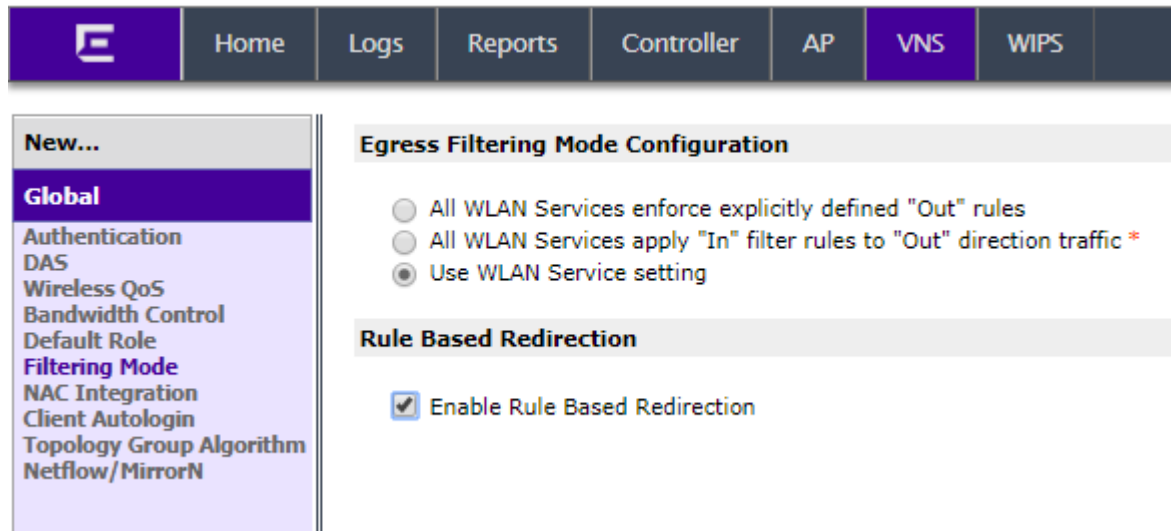 Home Logs Reports Controller AP VNS WIPS
New...
Global
Authentication
DAS
Wireless QoS
Bandwidth Control
Default Role
Filtering Mode
NAC Integration
Client Autologin
Topology Group Algorithm
Netflow/MirrorN
Egress Filtering Mode Configuration
All WLAN Services enforce explicitly defined "Out" rules
All WLAN Services apply "In" filter rules to "Out" direction traffic *
Use WLAN Service setting
Rule Based Redirection
Enable Rule Based Redirection